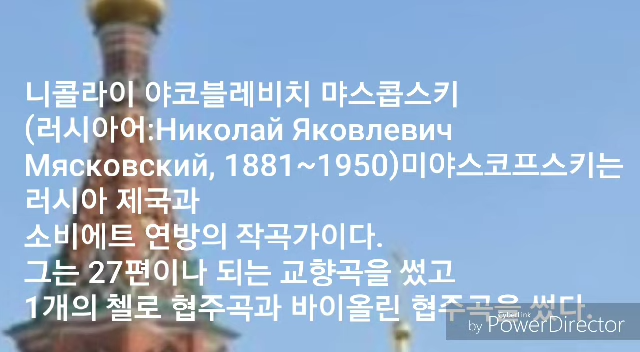 니콜라이 야코블레비치 먀스콥스키
(러시아어:Николай Яковлевич
Мясковский, 1881~1950)미야스코프스키는
러시아 제국과
소비에트 연방의 작곡가이다.
그는 27편이나 되는 교향곡을 썼고
1개의 첼로 협주곡과 바이올린 협주곡을 썼다.
CyberLink
by PowerDirector